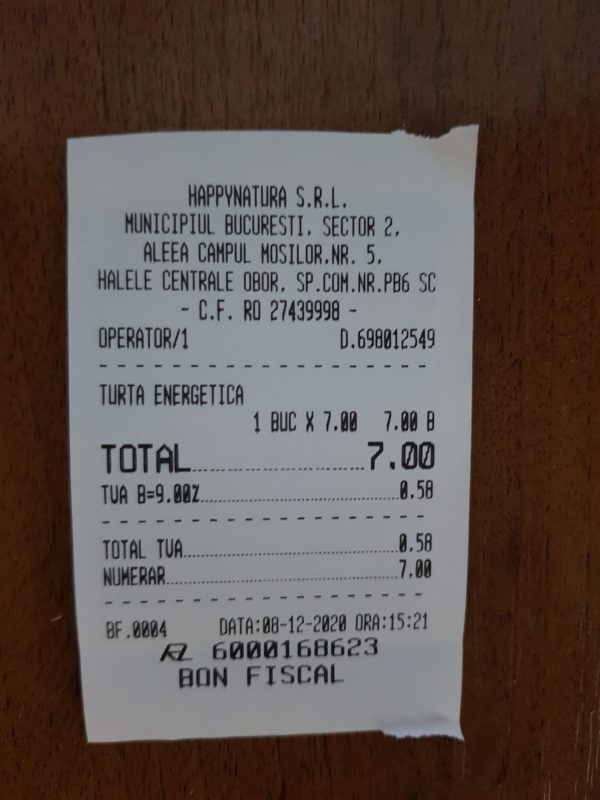 HAPPYNATURA S.R.L.
MUNICIPIUL BUCURESTI. SECTOR 2.
ALEEA CAMPUL MOSILOR.NR. 5.
HALELE CENTRALE OBOR. SP.COM.NR.PB6 SC
- C.F. RO 27439998 -
OPERATOR/1 D.698012549
TURTA ENERGETICA
1 BUC X 7.00 7.00 B
TOTAL 7.00
TVA B=9.00% 0.58
TOTAL TVA 0.58
NUMERAR 7.00
BF.0004 DATA:08-12-2020 ORA:15:21
6000168623
BON FISCAL